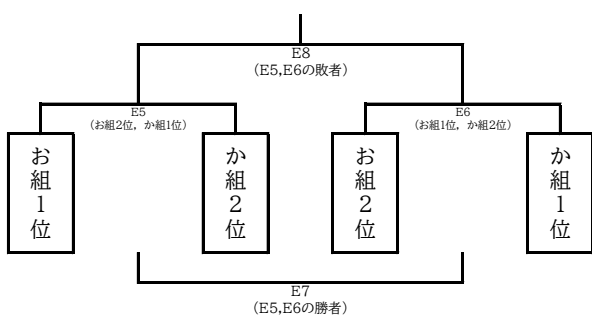 E8
(E5,E6の敗者)
E5
(お組2位，か組1位)
E6
(お組1位，か組2位)
お組1位
か組2位
お組2位
か組1位
E7
(E5,E6の勝者)